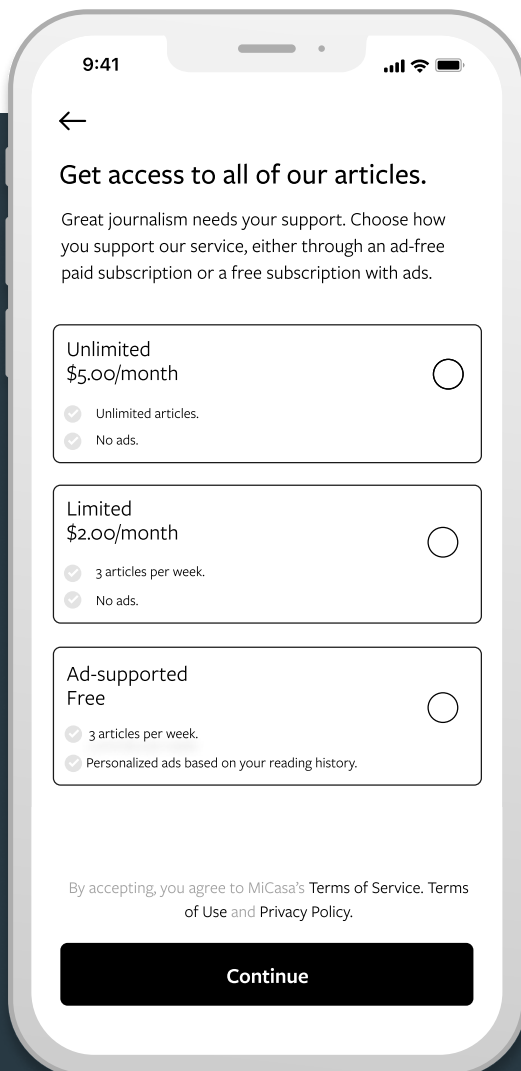 9:41
Get access to all of our articles.
Great journalism needs your support. Choose how
you support our service, either through an ad-free
paid subscription or a free subscription with ads.
Unlimited
$5.00/month
Unlimited articles.
No ads.
Limited
$2.00/month
3 articles per week.
No ads.
Ad-supported
Free
3 articles per week.
Personalized ads based on your reading history.
By accepting, you agree to MiCasa's Terms of Service. Terms
of Use and Privacy Policy.
Continue